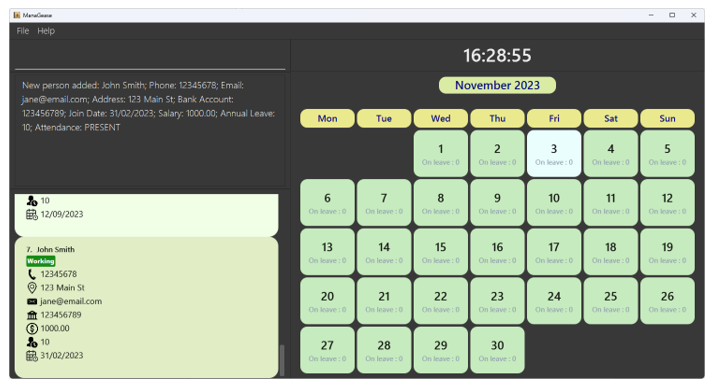 ManaGease
File Help
New person added: John Smith; Phone: 12345678; Email:
jane@email.com; Address: 123 Main St; Bank Account:
123456789; Join Date: 31/02/2023; Salary: 1000.00; Annual Leave:
10; Attendance: PRESENT
10
12/09/2023
7. John Smith
Working
12345678
123 Main St
jane@email.com
123456789
1000.00
10
31/02/2023
16:28:55
November 2023
Mon Tue Wed Thu Fri Sat Sun
1 2 3 4 5
On leave : 0 On leave : 0 On leave : 0 On leave : 0 On leave : 0
6 7 8 9 10 11 12
On leave : 0 On leave : 0 On leave : 0 On leave : 0 On leave : 0 On leave : 0 On leave : 0
13 14 15 16 17 18 19
On leave : 0 On leave : 0 On leave : 0 On leave : 0 On leave : 0 On leave : 0 On leave : 0
20 21 22 23 24 25 26
On leave : 0 On leave : 0 On leave : 0 On leave : 0 On leave : 0 On leave : 0 On leave : 0
27 28 29 30
On leave : 0 On leave : 0 On leave : 0 On leave : 0